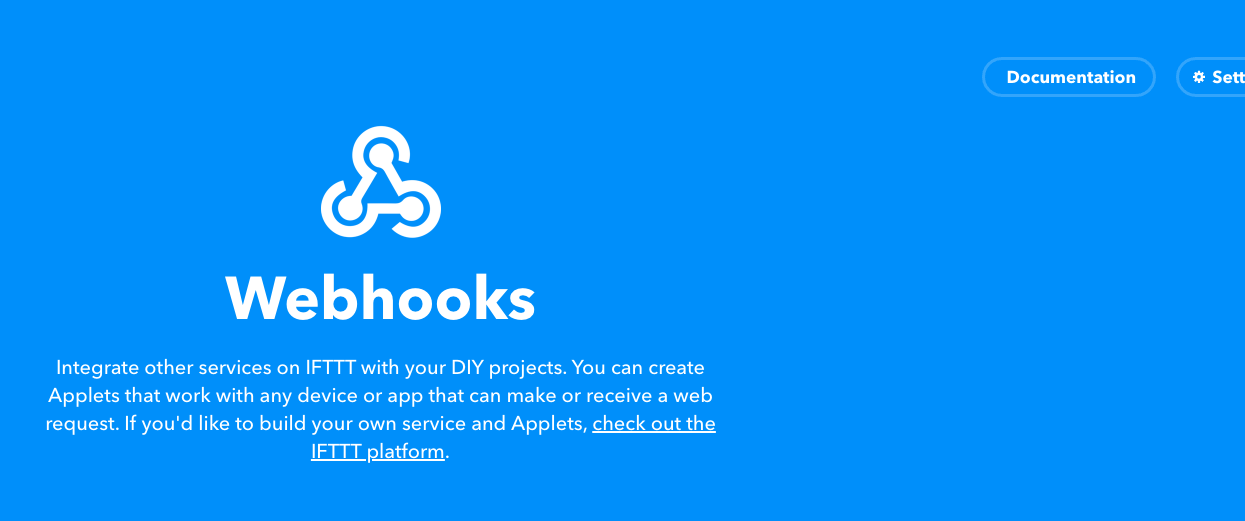 Documentation
Sett
Webhooks
Integrate other services on IFTTT with your DIY projects. You can create
Applets that work with any device or app that can make or receive a web
request. If you'd like to build your own service and Applets, check out the
IFTTT platform.